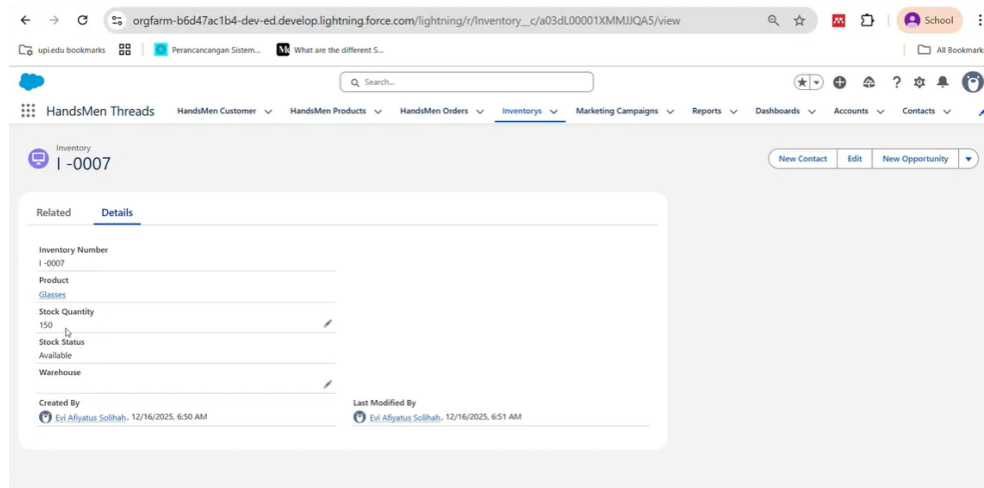 orgfarm-b6d47ac1b4-dev-ed.develop.lightning.force.com/lightning/r/Inventory__c/a03dL00001XMMJJQA5/view
School
upi.edu bookmarks
Perancancangan Sistem...
What are the different S...
All Bookmark
Search...
HandsMen Threads
HandsMen Customer
HandsMen Products
HandsMen Orders
Inventorys
Marketing Campaigns
Reports
Dashboards
Accounts
Contacts
Inventory
I -0007
New Contact
Edit
New Opportunity
Related
Details
Inventory Number
I -0007
Product
Glasses
Stock Quantity
150
Stock Status
Available
Warehouse
Created By
Evi Afiyatus Solihah, 12/16/2025, 6:50 AM
Last Modified By
Evi Afiyatus Solihah, 12/16/2025, 6:51 AM